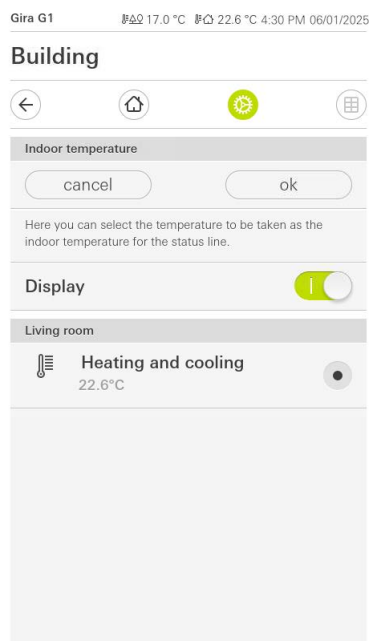 Gira G1 17.0 °C 22.6 °C 4:30 PM 06/01/2025
Building
Indoor temperature
cancel ok
Here you can select the temperature to be taken as the
indoor temperature for the status line.
Display
Living room
Heating and cooling
22.6°C